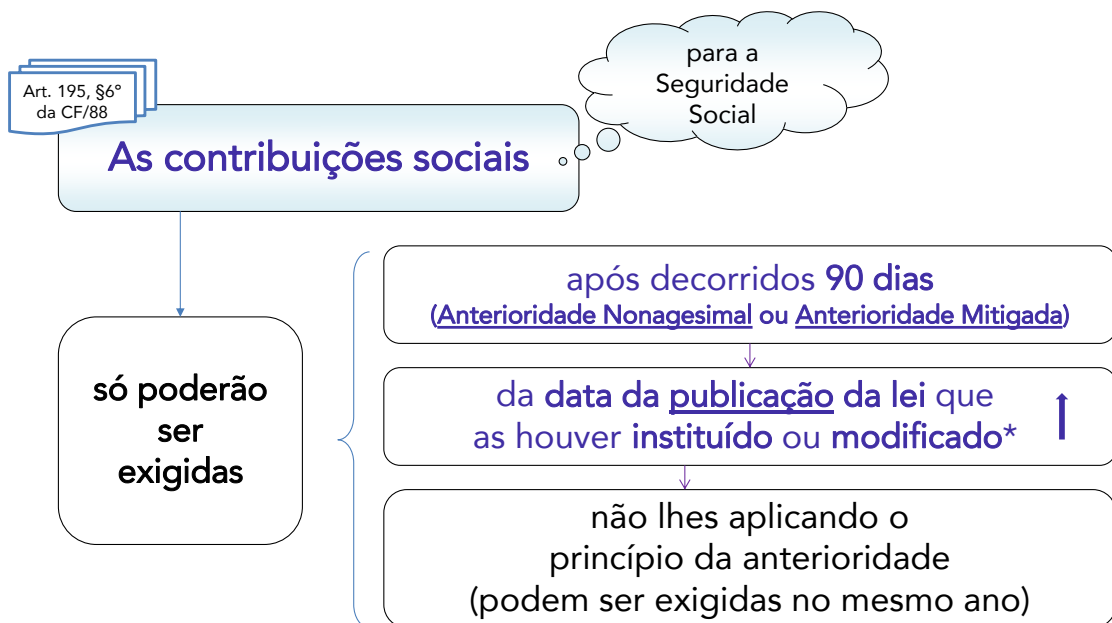 Art. 195, §6º
da CF/88
para a
Seguridade
Social
As contribuições sociais
só poderão
ser
exigidas
após decorridos 90 dias
(Anterioridade Nonagesimal ou Anterioridade Mitigada)
da data da publicação da lei que
as houver instituído ou modificado*
não lhes aplicando o
princípio da anterioridade
(podem ser exigidas no mesmo ano)